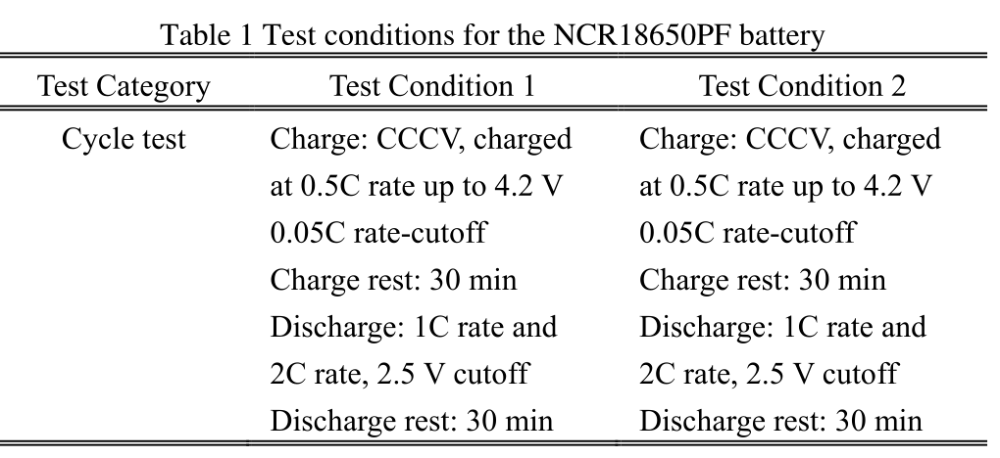 Table 1 Test conditions for the NCR18650PF battery
Test Category Test Condition 1 Test Condition 2
Cycle test Charge: CCCV, charged Charge: CCCV, charged
at 0.5C rate up to 4.2 V at 0.5C rate up to 4.2 V
0.05C rate-cutoff 0.05C rate-cutoff
Charge rest: 30 min Charge rest: 30 min
Discharge: 1C rate and Discharge: 1C rate and
2C rate, 2.5 V cutoff 2C rate, 2.5 V cutoff
Discharge rest: 30 min Discharge rest: 30 min